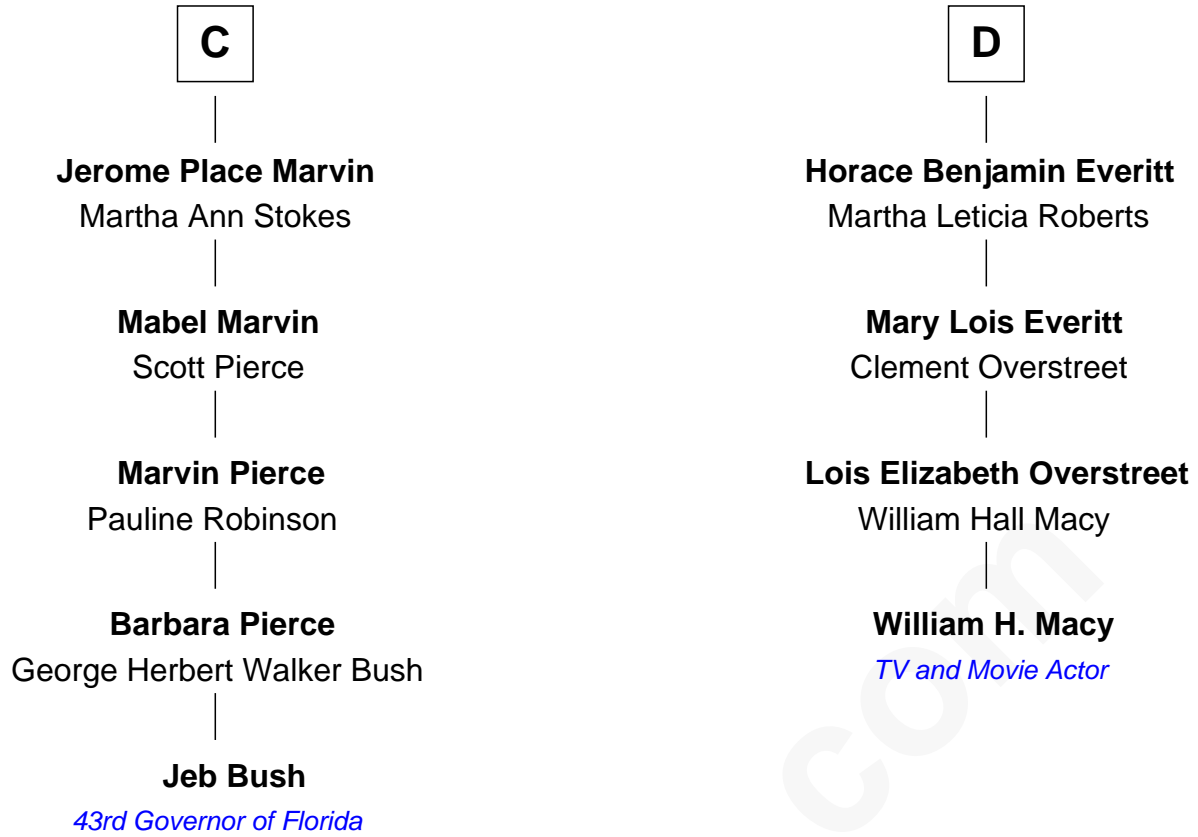 C
Jerome Place Marvin
Martha Ann Stokes
Mabel Marvin
Scott Pierce
Marvin Pierce
Pauline Robinson
Barbara Pierce
George Herbert Walker Bush
Jeb Bush
43rd Governor of Florida
D
Horace Benjamin Everitt
Martha Leticia Roberts
Mary Lois Everitt
Clement Overstreet
Lois Elizabeth Overstreet
William Hall Macy
William H. Macy
TV and Movie Actor
com